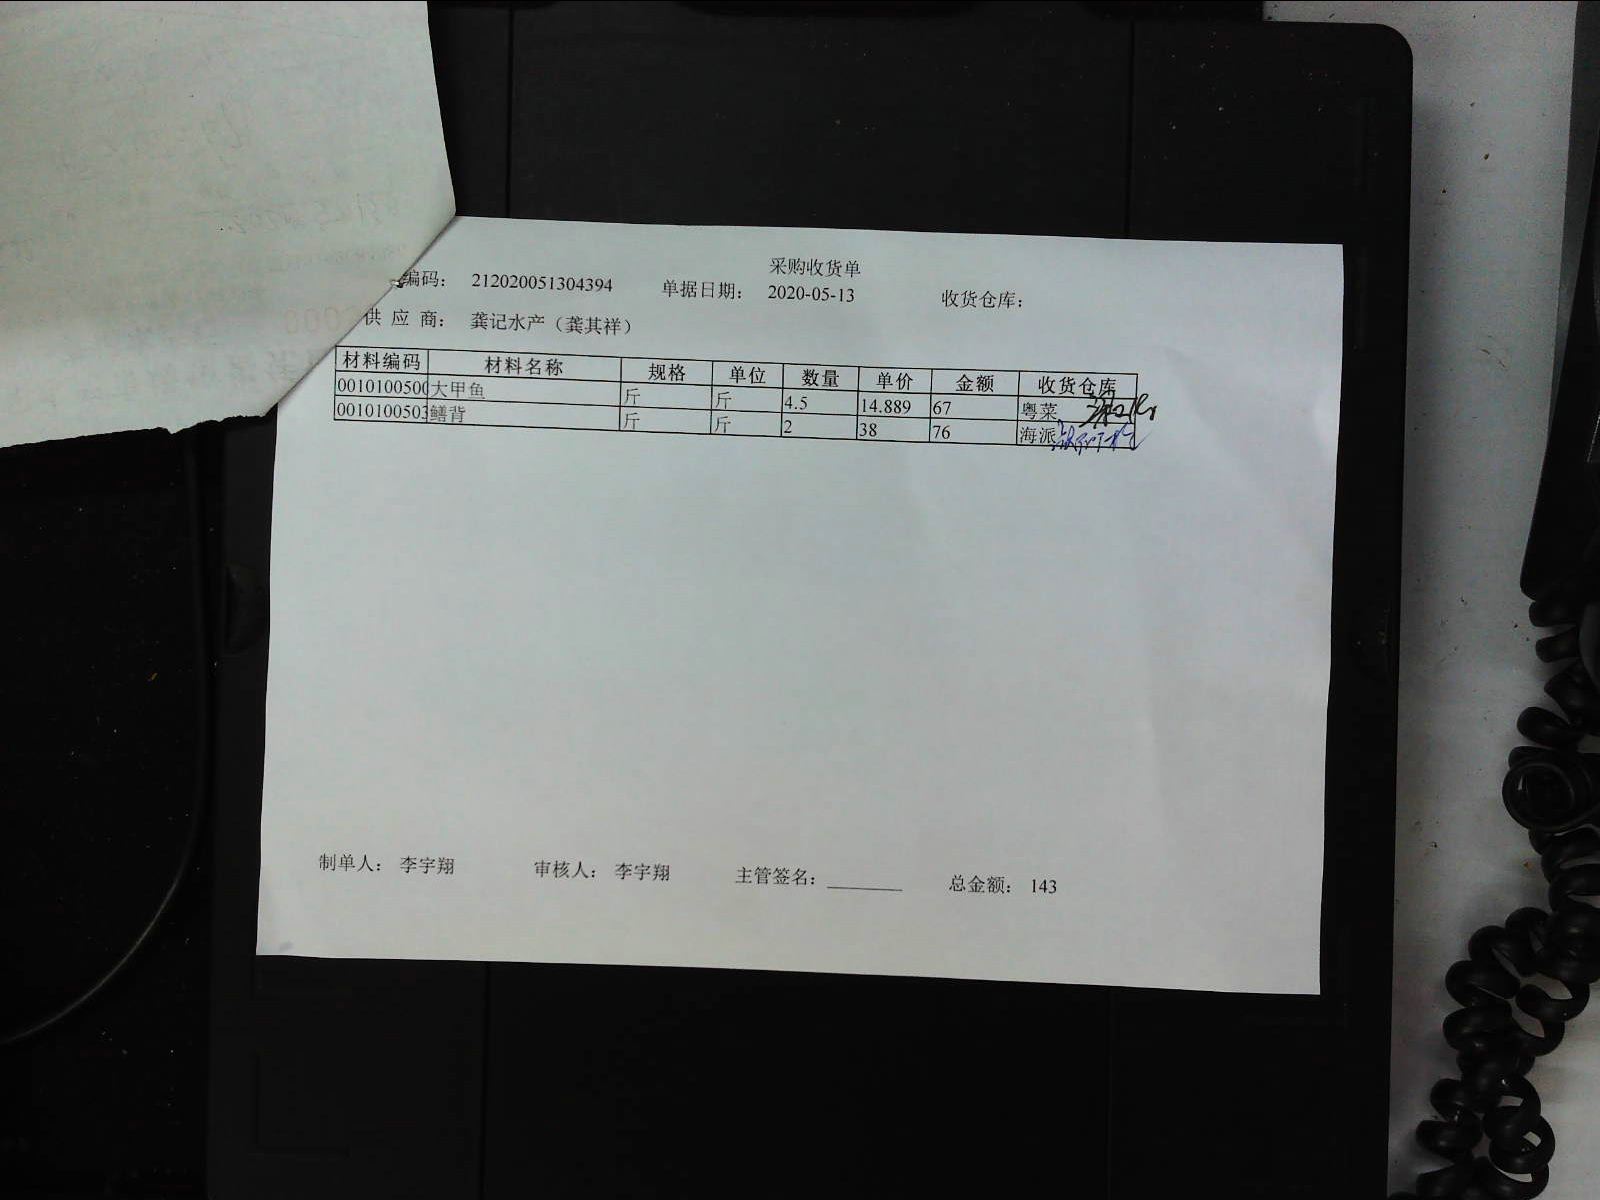 采购收货单
编码： 212020051304394 单据日期： 2020-05-13 收货仓库：
供 应 商： 龚记水产（龚其祥）
材料编码 材料名称 规格 单位 数量 单价 金额 收货仓库
0010100500 大甲鱼 斤 斤 4.5 14.889 67 粤菜
0010100503 鳝背 斤 斤 2 38 76 海派
制单人： 李宇翔 审核人： 李宇翔 主管签名： 总金额： 143